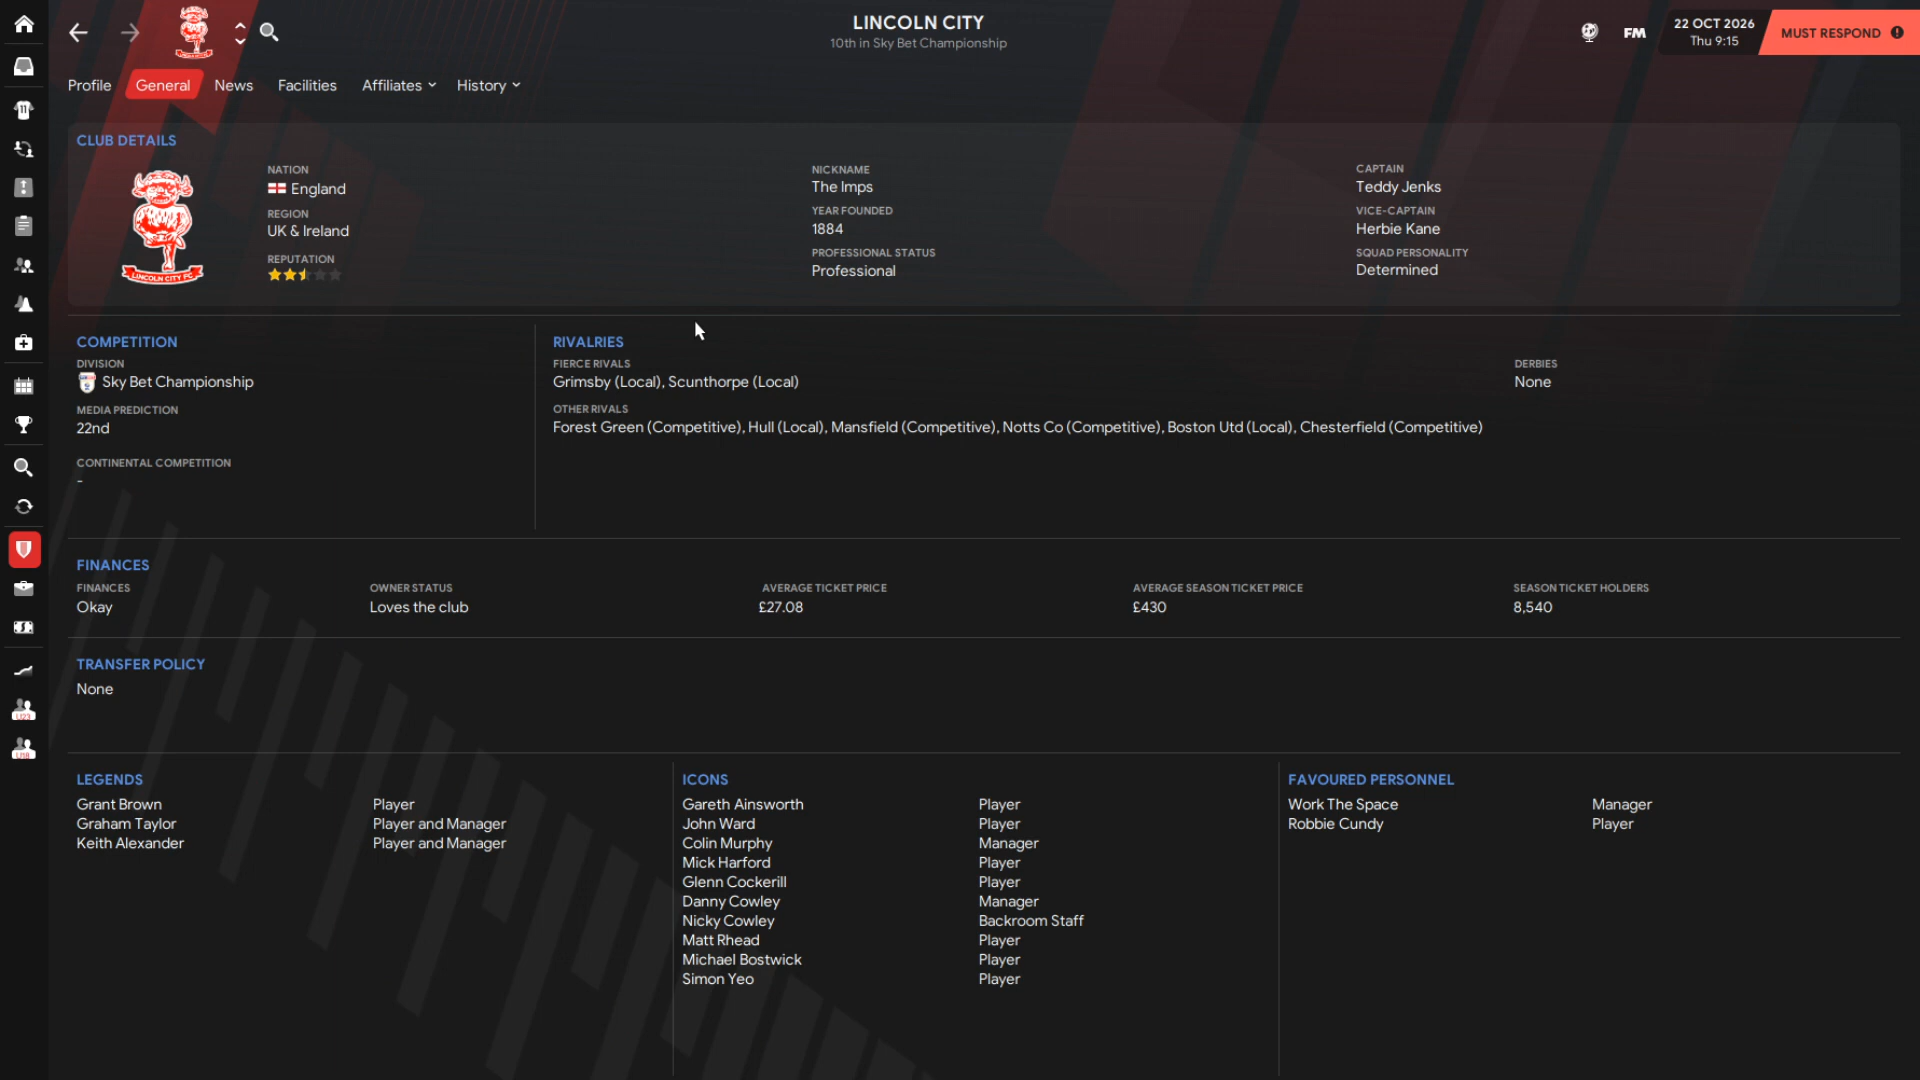 LINCOLN CITY
10th in Sky Bet Championship
FM
22 OCT 2026
Thu 9:15
MUST RESPOND
Profile
General
News
Facilities
Affiliates
History
CLUB DETAILS
LINCOLN CITY FC
NATION
England
REGION
UK & Ireland
REPUTATION
NICKNAME
The Imps
YEAR FOUNDED
1884
PROFESSIONAL STATUS
Professional
CAPTAIN
Teddy Jenks
VICE-CAPTAIN
Herbie Kane
SQUAD PERSONALITY
Determined
COMPETITION
DIVISION
Sky Bet Championship
MEDIA PREDICTION
22nd
CONTINENTAL COMPETITION
-
RIVALRIES
FIERCE RIVALS
Grimsby (Local), Scunthorpe (Local)
OTHER RIVALS
Forest Green (Competitive), Hull (Local), Mansfield (Competitive), Notts Co (Competitive), Boston Utd (Local), Chesterfield (Competitive)
DERBIES
None
FINANCES
FINANCES
Okay
OWNER STATUS
Loves the club
AVERAGE TICKET PRICE
£27.08
AVERAGE SEASON TICKET PRICE
£430
SEASON TICKET HOLDERS
8,540
TRANSFER POLICY
None
LEGENDS
Grant Brown Player
Graham Taylor Player and Manager
Keith Alexander Player and Manager
ICONS
Gareth Ainsworth Player
John Ward Player
Colin Murphy Manager
Mick Harford Player
Glenn Cockerill Player
Danny Cowley Manager
Nicky Cowley Backroom Staff
Matt Rhead Player
Michael Bostwick Player
Simon Yeo Player
FAVOURED PERSONNEL
Work The Space Manager
Robbie Cundy Player
11
U23
U18